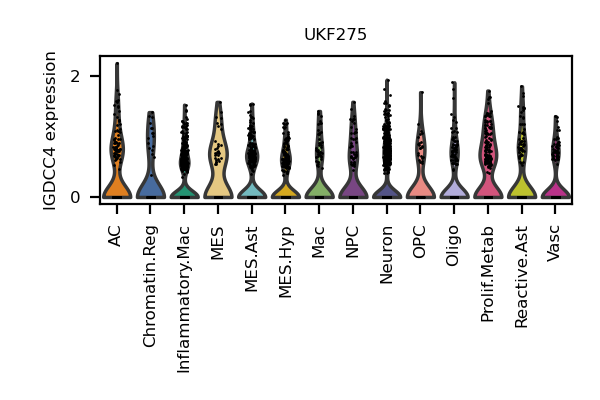 UKF275
IGDCC4 expression
2
0
AC
Chromatin.Reg
Inflammatory.Mac
MES
MES.Ast
MES.Hyp
Mac
NPC
Neuron
OPC
Oligo
Prolif.Metab
Reactive.Ast
Vasc